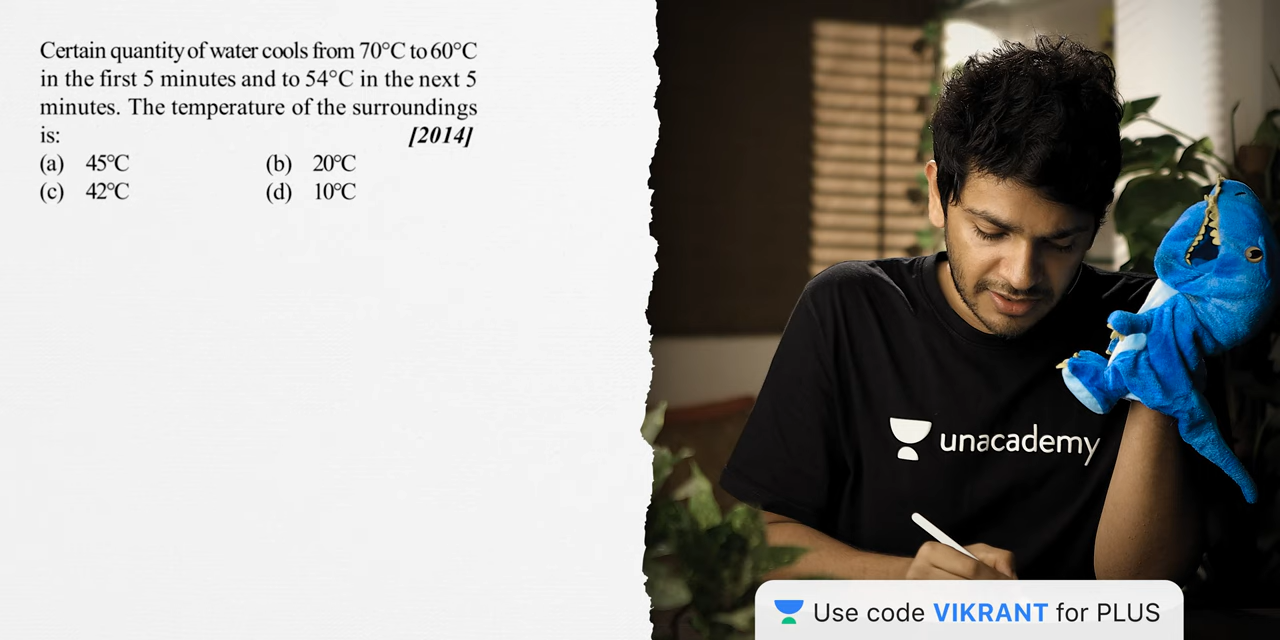 Certain quantity of water cools from 70°C to 60°C
in the first 5 minutes and to 54°C in the next 5
minutes. The temperature of the surroundings
is: [2014]
(a) 45°C (b) 20°C
(c) 42°C (d) 10°C
unacademy
Use code VIKRANT for PLUS